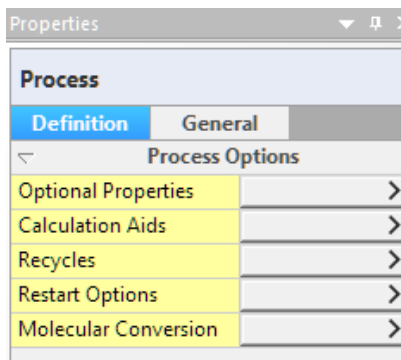 Properties
Process
Definition General
Process Options
Optional Properties
Calculation Aids
Recycles
Restart Options
Molecular Conversion